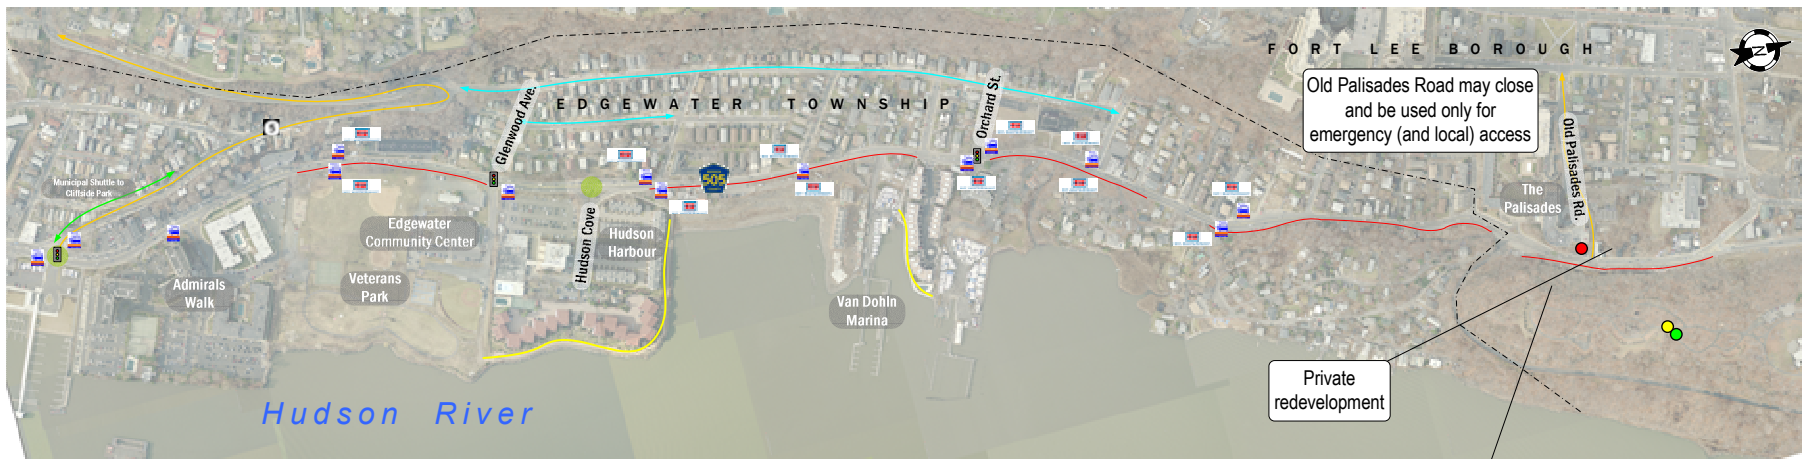 FORT LEE BOROUGH
N
Old Palisades Road may close
and be used only for
emergency (and local) access
EDGEWATER TOWNSHIP
Glenwood Ave.
Orchard St.
Old Palisades Rd.
Municipal Shuttle to
Cliffside Park
505
The
Palisades
Edgewater
Community Center
Hudson Cove
Hudson
Harbour
Admirals
Walk
Veterans
Park
Van Dohln
Marina
Private
redevelopment
Hudson River